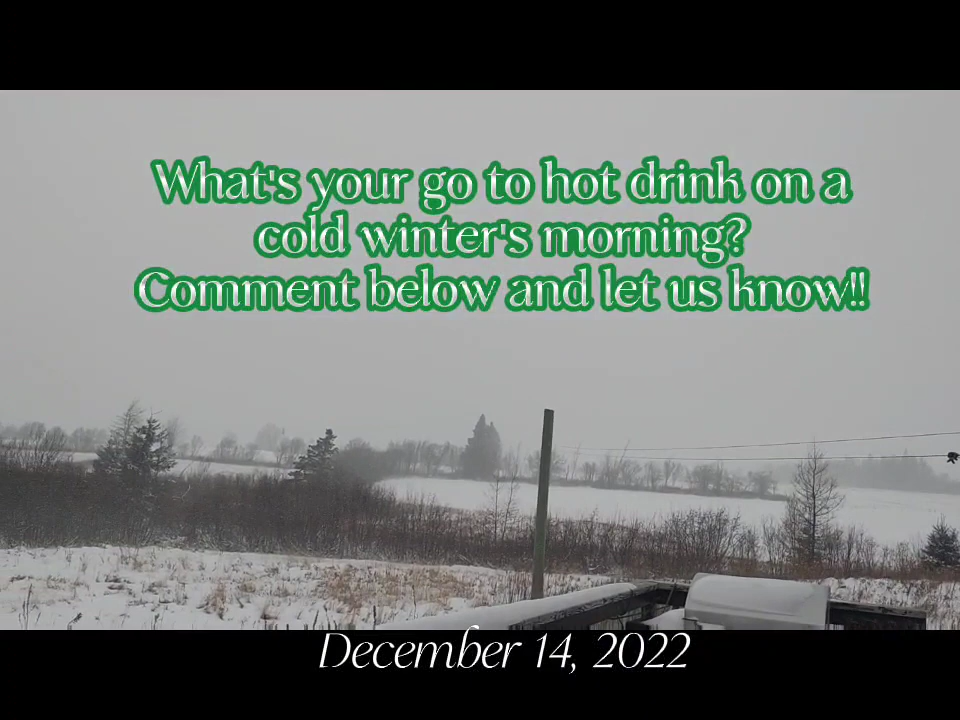 What's your go to hot drink on a
cold winter's morning?
Comment below and let us know!!
December 14, 2022